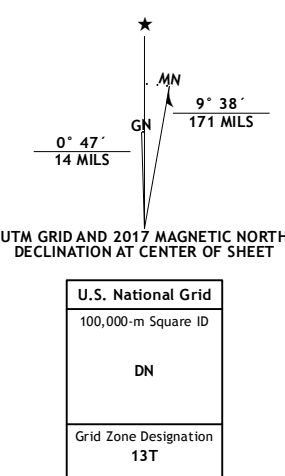 ★
MN
GN
9° 38´
171 MILS
0° 47´
14 MILS
UTM GRID AND 2017 MAGNETIC NORTH
DECLINATION AT CENTER OF SHEET
U.S. National Grid
100,000-m Square ID
DN
Grid Zone Designation
13T